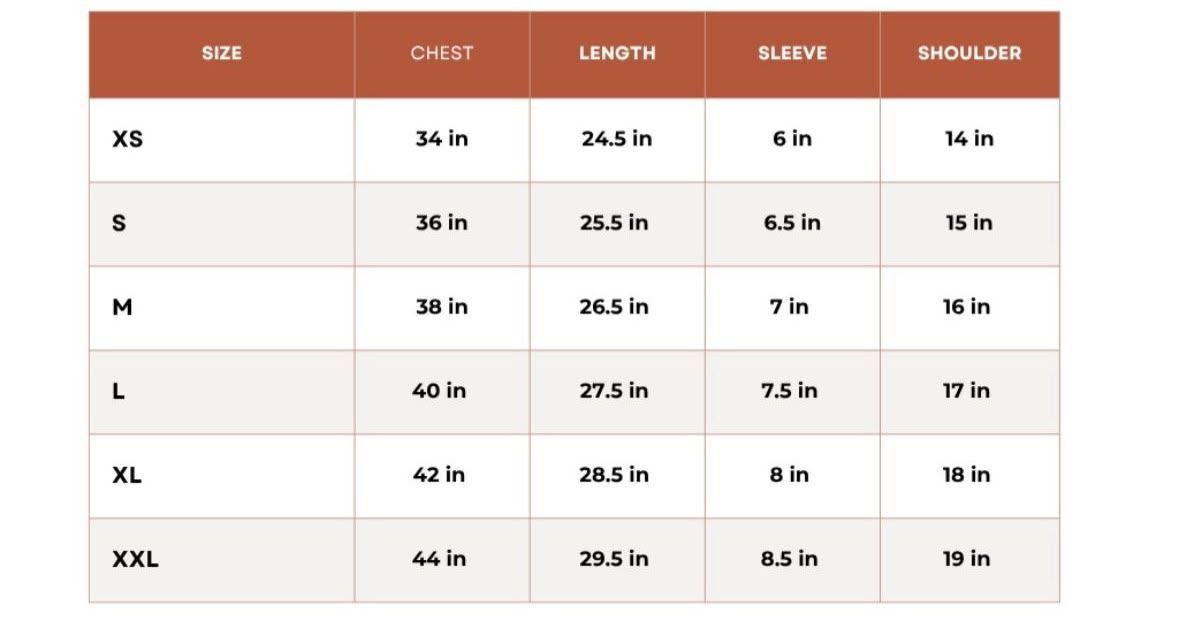 SIZE CHEST LENGTH SLEEVE SHOULDER
XS 34 in 24.5 in 6 in 14 in
S 36 in 25.5 in 6.5 in 15 in
M 38 in 26.5 in 7 in 16 in
L 40 in 27.5 in 7.5 in 17 in
XL 42 in 28.5 in 8 in 18 in
XXL 44 in 29.5 in 8.5 in 19 in